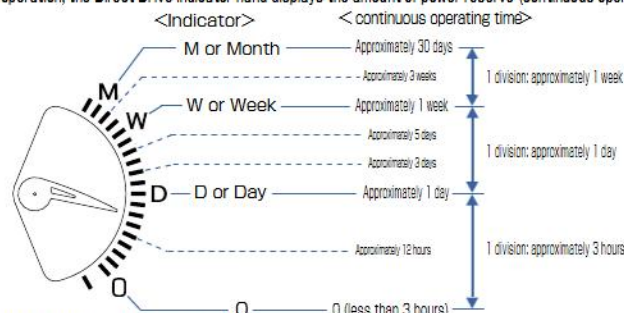 operation, the Direct Drive indicator hand displays the amount of power reserve (continuous oper
<Indicator> < continuous operating time>
M or Month Approximately 30 days
M
Approximately 3 weeks 1 division: approximately 1 week
W W or Week Approximately 1 week
Approximately 5 days
1 division: approximately 1 day
Approximately 3 days
D D or Day Approximately 1 day
Approximately 12 hours 1 division: approximately 3 hours
0
0 0 (less than 3 hours)